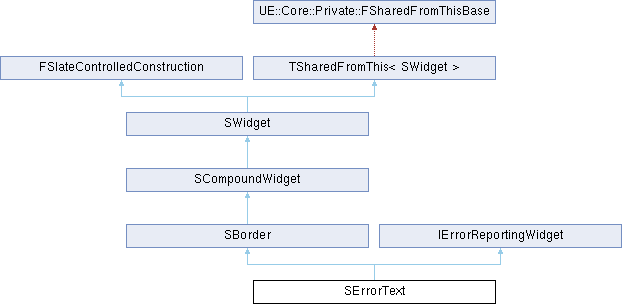 UE::Core::Private::FSharedFromThisBase
FSlateControlledConstruction
TSharedFromThis< SWidget >
SWidget
SCompoundWidget
SBorder
IErrorReportingWidget
SErrorText